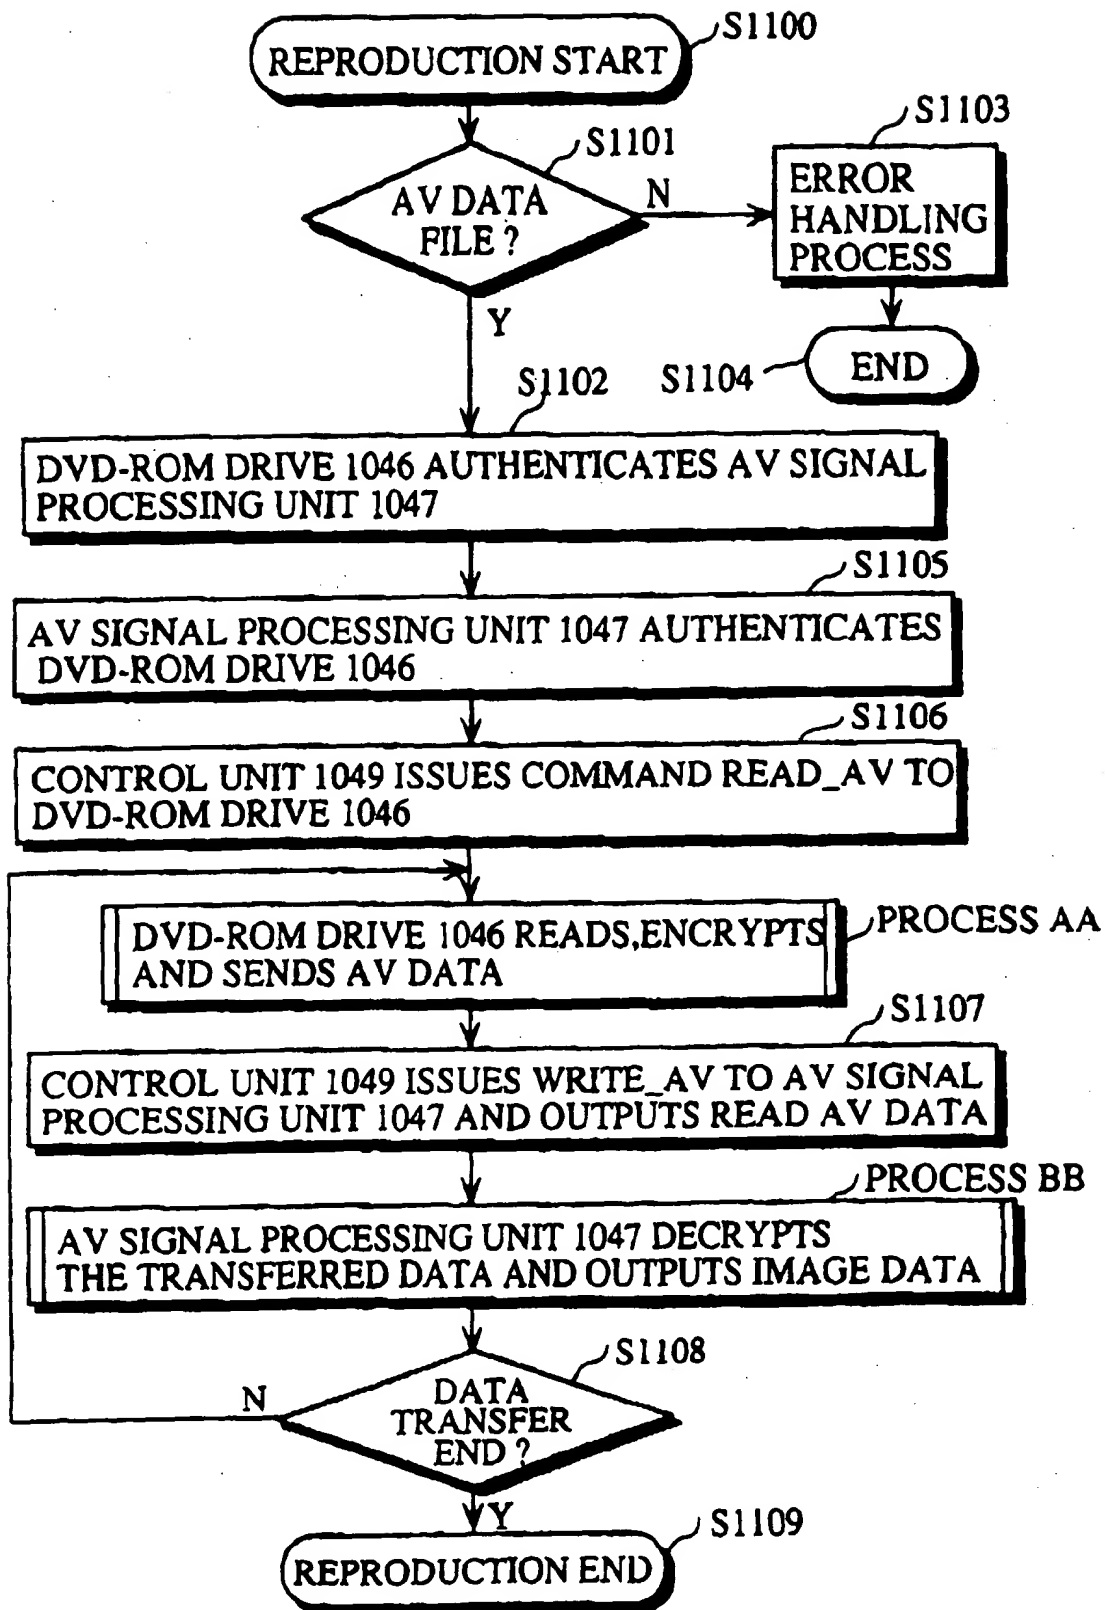 REPRODUCTION START
S1100
S1101
AV DATA
FILE ?
N
S1103
ERROR
HANDLING
PROCESS
Y
S1104
END
S1102
DVD-ROM DRIVE 1046 AUTHENTICATES AV SIGNAL
PROCESSING UNIT 1047
S1105
AV SIGNAL PROCESSING UNIT 1047 AUTHENTICATES
DVD-ROM DRIVE 1046
S1106
CONTROL UNIT 1049 ISSUES COMMAND READ_AV TO
DVD-ROM DRIVE 1046
DVD-ROM DRIVE 1046 READS,ENCRYPTS
AND SENDS AV DATA
PROCESS AA
S1107
CONTROL UNIT 1049 ISSUES WRITE_AV TO AV SIGNAL
PROCESSING UNIT 1047 AND OUTPUTS READ AV DATA
PROCESS BB
AV SIGNAL PROCESSING UNIT 1047 DECRYPTS
THE TRANSFERRED DATA AND OUTPUTS IMAGE DATA
S1108
DATA
TRANSFER
END ?
N
Y
S1109
REPRODUCTION END